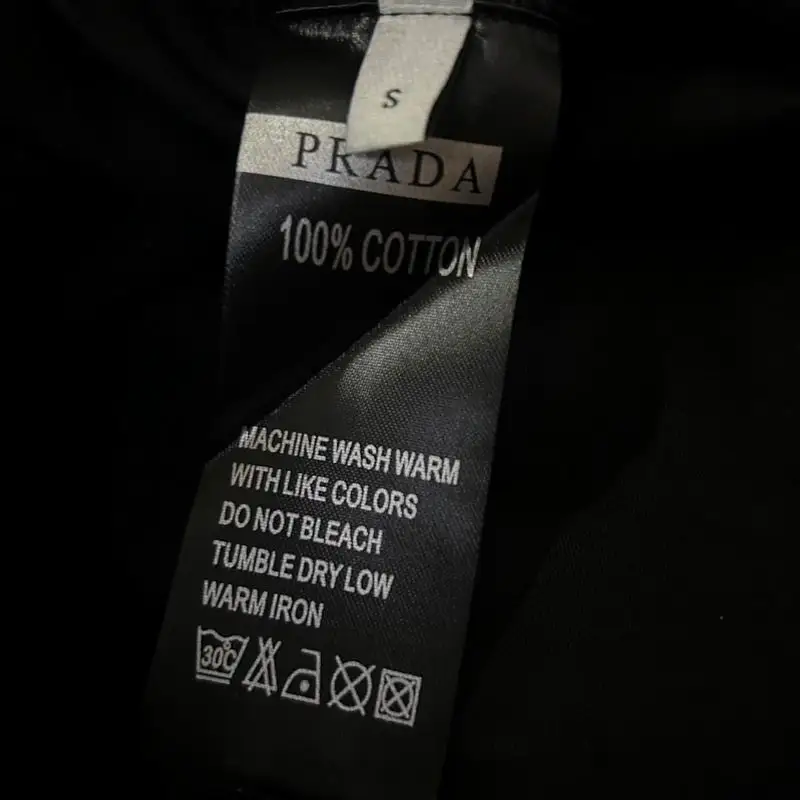 S
PRADA
100% COTTON
MACHINE WASH WARM
WITH LIKE COLORS
DO NOT BLEACH
TUMBLE DRY LOW
WARM IRON
30C